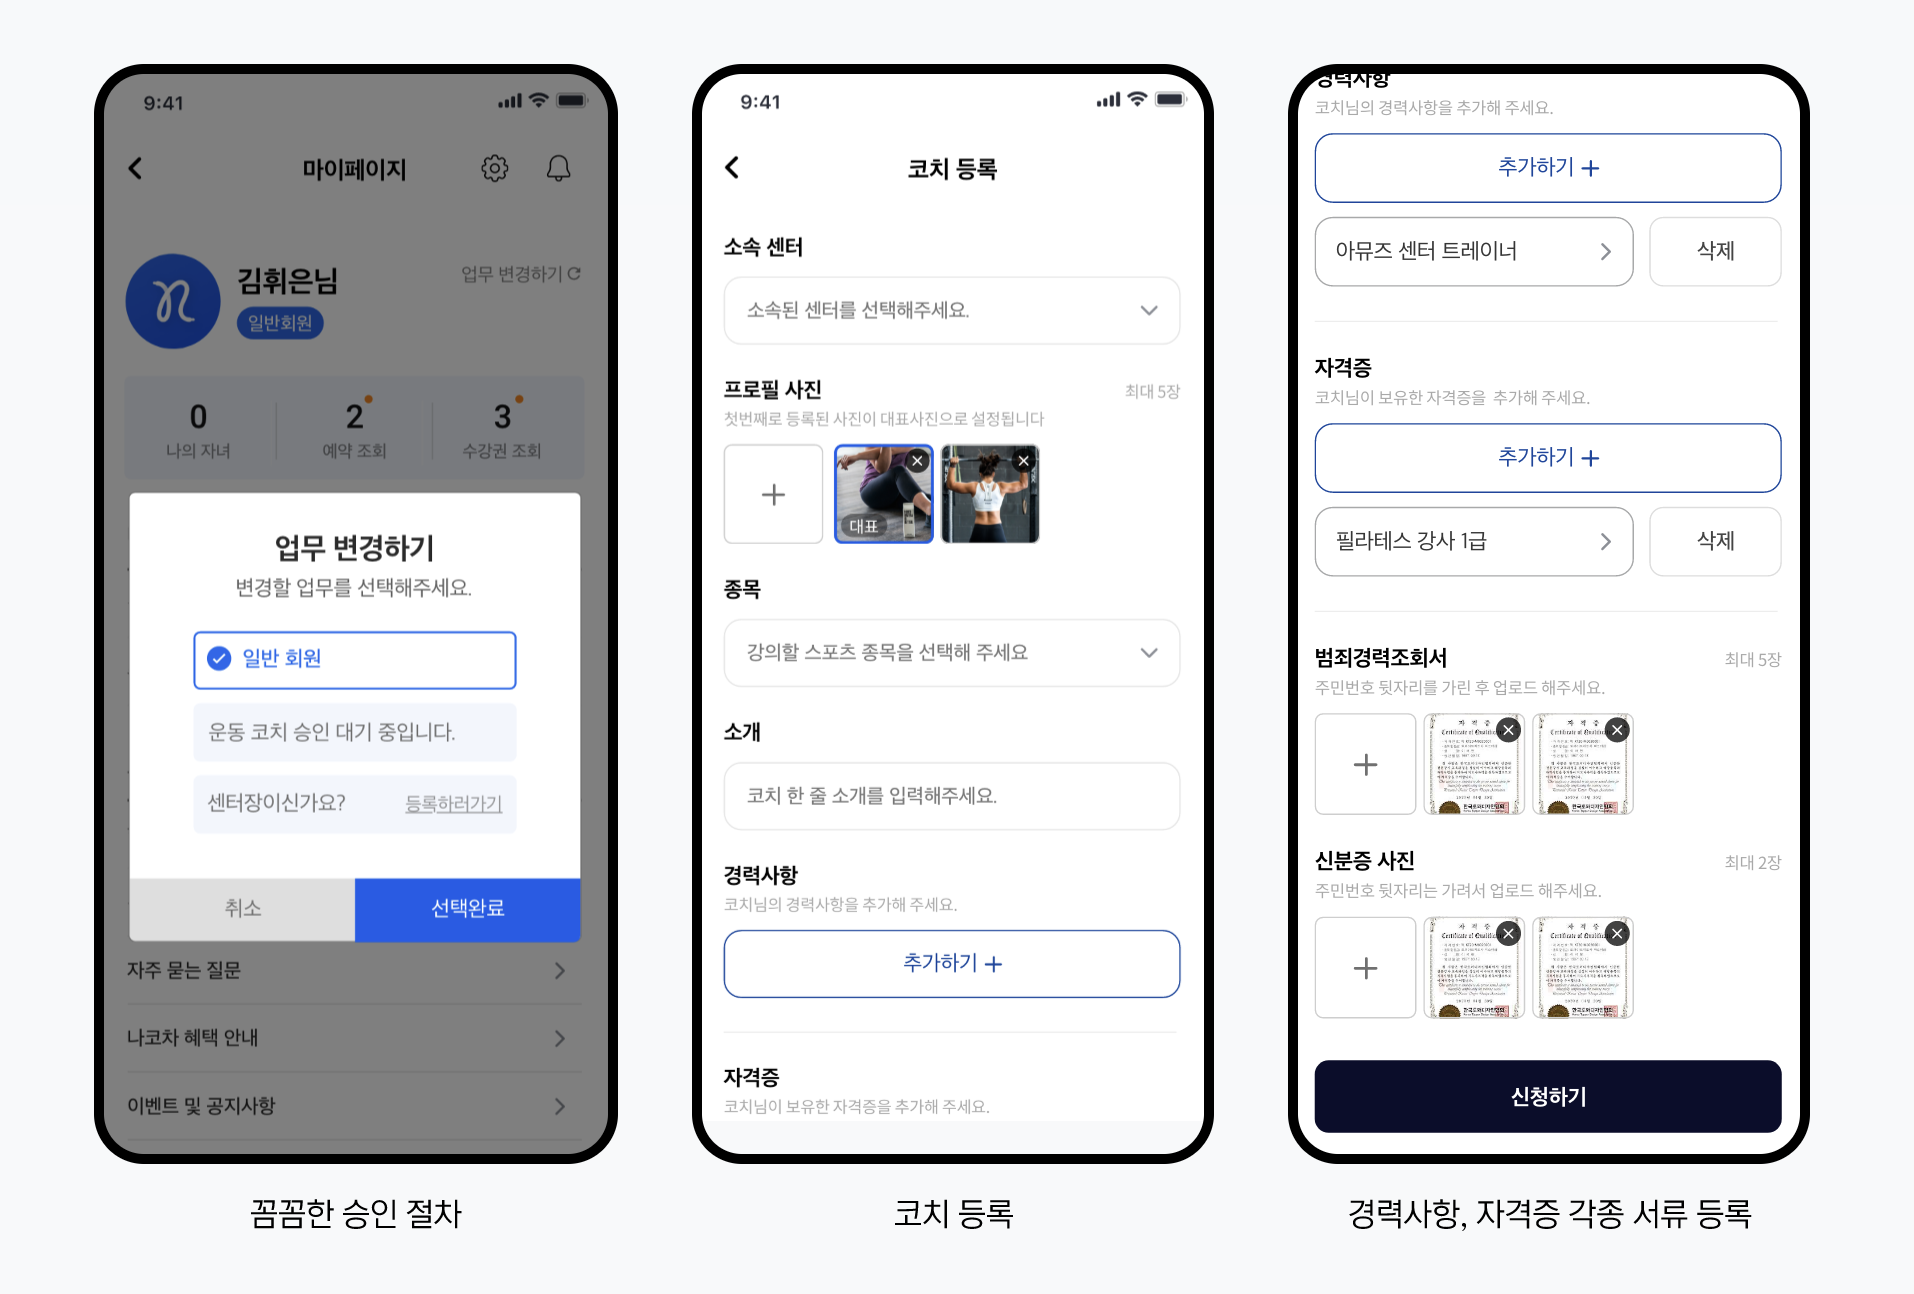 9:41
마이페이지
김휘은님
업무 변경하기
일반회원
0
2
3
나의 자녀
예약 조회
수강권 조회
업무 변경하기
변경할 업무를 선택해주세요.
일반 회원
운동 코치 승인 대기 중입니다.
센터장이신가요?
등록하러가기
취소
선택완료
자주 묻는 질문
나코차 혜택 안내
이벤트 및 공지사항
꼼꼼한 승인 절차
9:41
코치 등록
소속 센터
소속된 센터를 선택해주세요.
프로필 사진
최대 5장
첫번째로 등록된 사진이 대표사진으로 설정됩니다
대표
종목
강의할 스포츠 종목을 선택해 주세요
소개
코치 한 줄 소개를 입력해주세요.
경력사항
코치님의 경력사항을 추가해 주세요.
추가하기
자격증
코치님이 보유한 자격증을 추가해 주세요.
코치 등록
경력사항
코치님의 경력사항을 추가해 주세요.
추가하기
아뮤즈 센터 트레이너
삭제
자격증
코치님이 보유한 자격증을 추가해 주세요.
추가하기
필라테스 강사 1급
삭제
범죄경력조회서
최대 5장
주민번호 뒷자리를 가린 후 업로드 해주세요.
자 격 증
자 격 증
신분증 사진
최대 2장
주민번호 뒷자리는 가려서 업로드 해주세요.
자 격 증
자 격 증
신청하기
경력사항, 자격증 각종 서류 등록